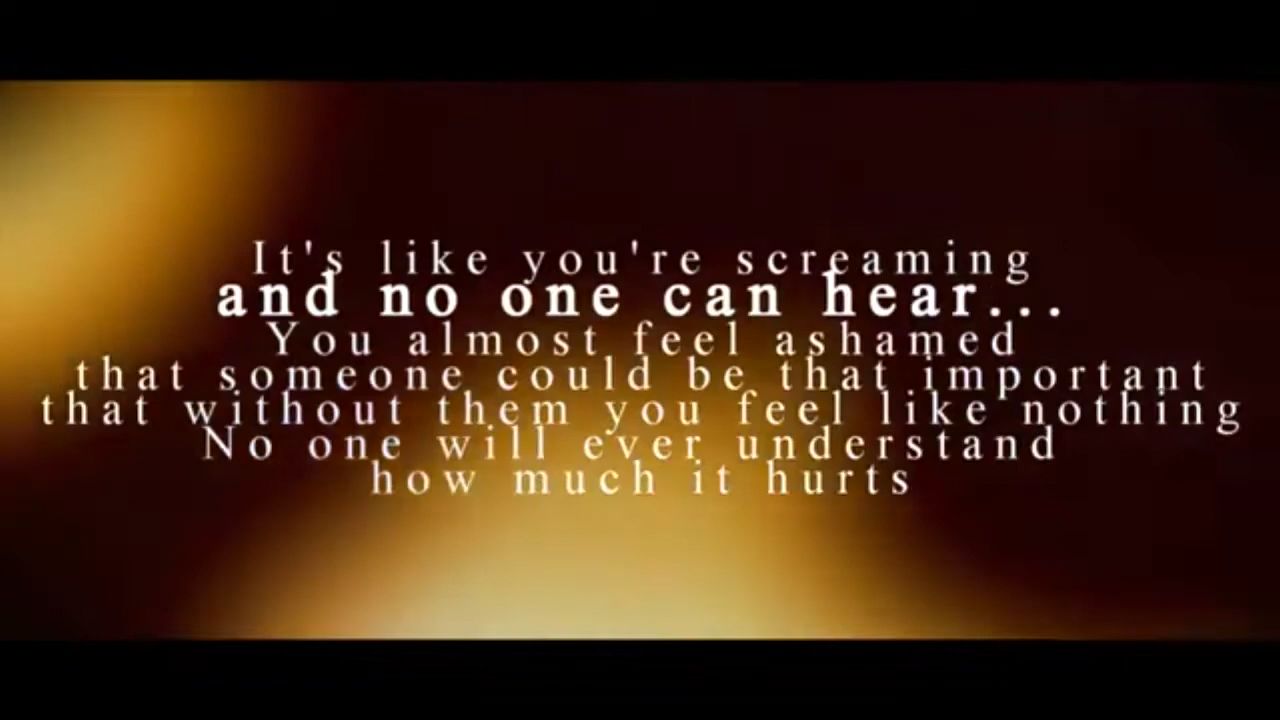 It's like you're screaming
and no one can hear...
You almost feel ashamed
that someone could be that important
that without them you feel like nothing
No one will ever understand
how much it hurts